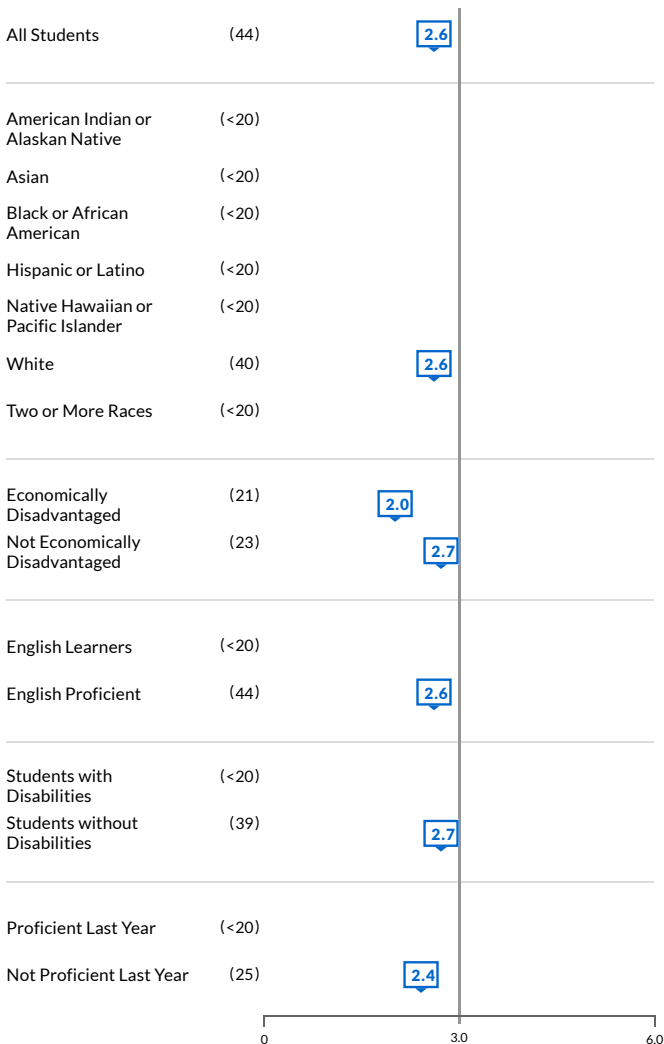 All Students (44) 2.6
American Indian or (<20)
Alaskan Native
Asian (<20)
Black or African (<20)
American
Hispanic or Latino (<20)
Native Hawaiian or (<20)
Pacific Islander
White (40) 2.6
Two or More Races (<20)
Economically (21) 2.0
Disadvantaged
Not Economically (23) 2.7
Disadvantaged
English Learners (<20)
English Proficient (44) 2.6
Students with (<20)
Disabilities
Students without (39) 2.7
Disabilities
Proficient Last Year (<20)
Not Proficient Last Year (25) 2.4
0 3.0 6.0